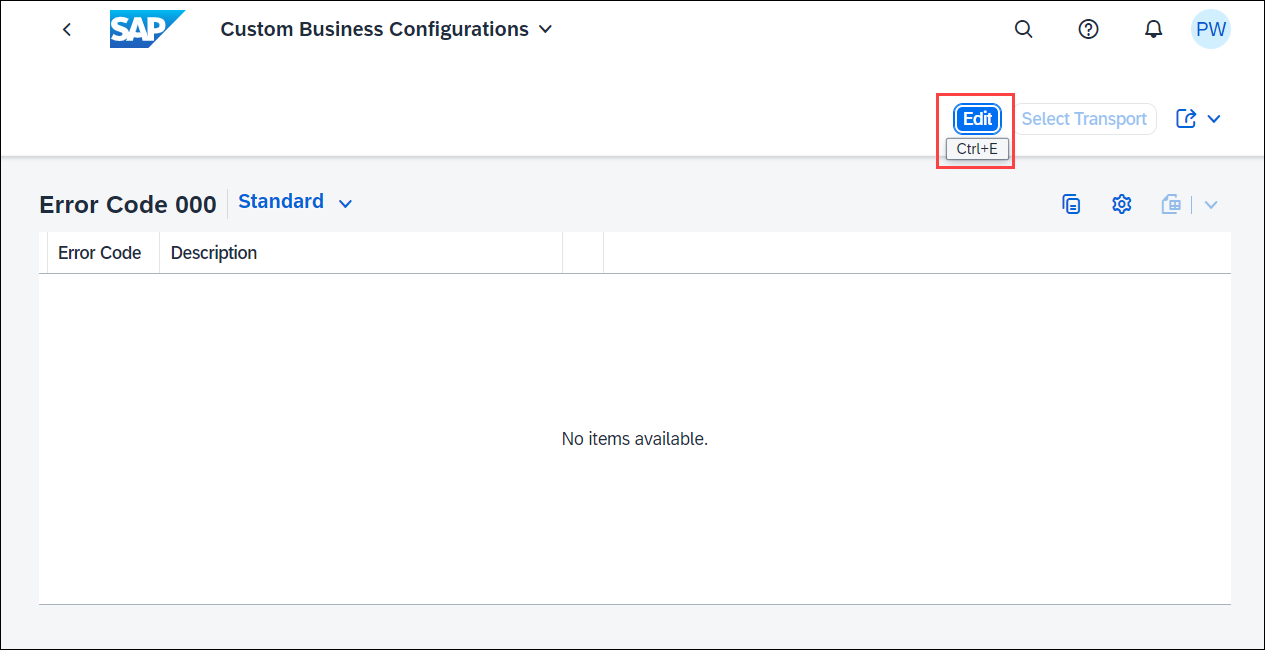 SAP
Custom Business Configurations
PW
Edit
Select Transport
Ctrl+E
Error Code 000
Standard
Error Code
Description
No items available.